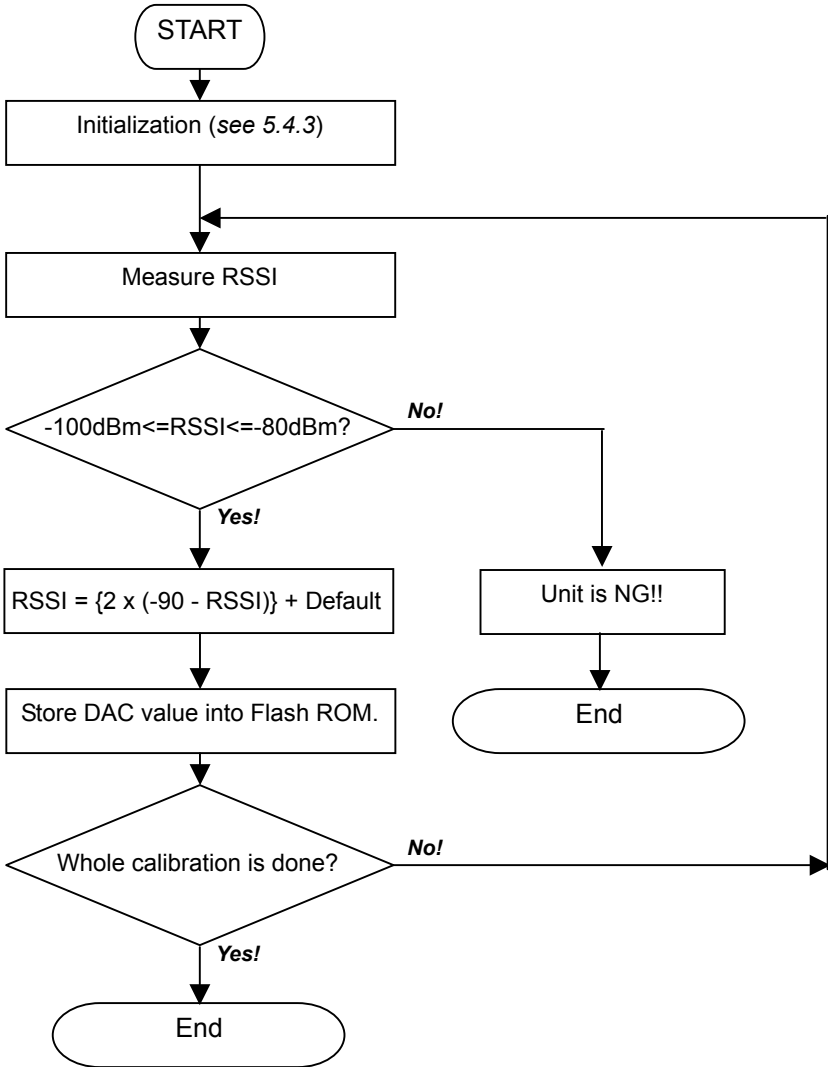 START
Initialization (see 5.4.3)
Measure RSSI
-100dBm<=RSSI<=-80dBm?
No!
Yes!
RSSI = {2 x (-90 - RSSI)} + Default
Unit is NG!!
Store DAC value into Flash ROM.
End
Whole calibration is done?
No!
Yes!
End